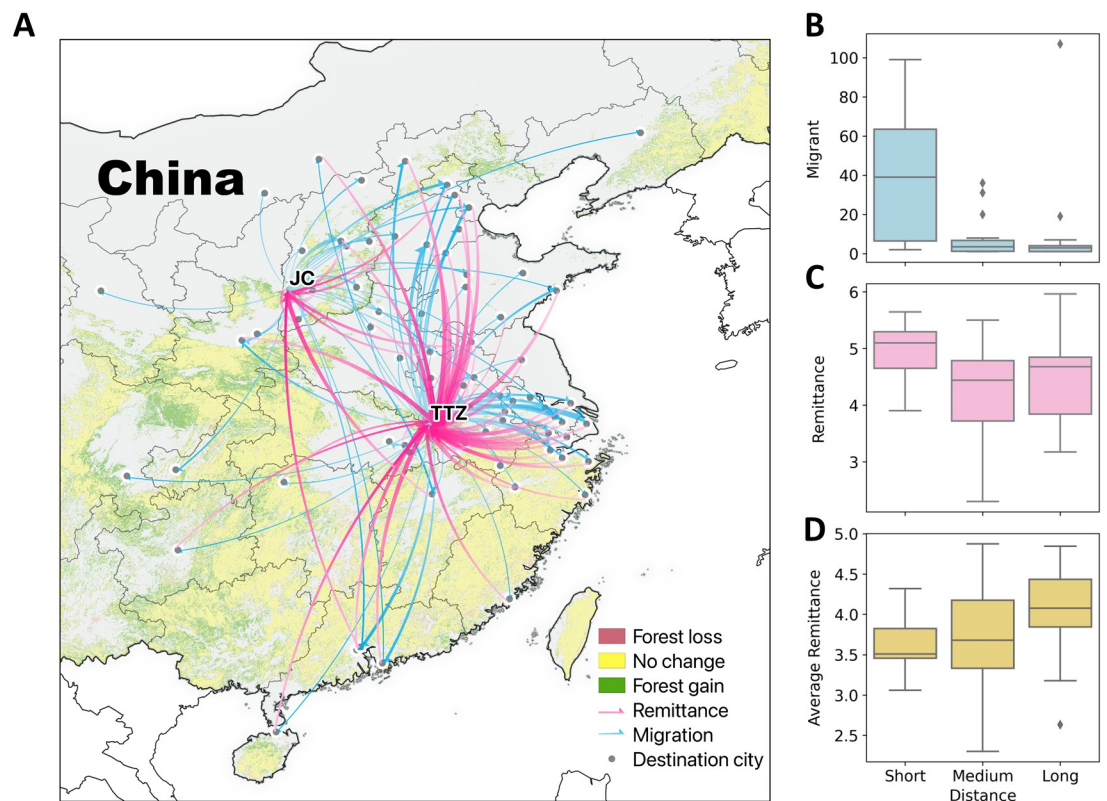 A
China
JC
TTZ
Forest loss
No change
Forest gain
Remittance
Migration
Destination city
B
Migrant
100
80
60
40
20
0
C
Remittance
6
5
4
3
D
Average Remittance
5.0
4.5
4.0
3.5
3.0
2.5
Short Medium Long
Distance